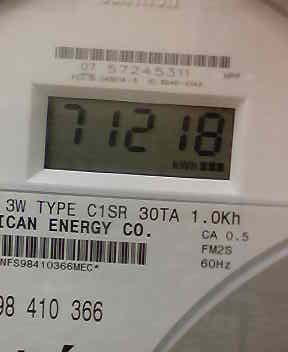 07 57245311
71218
kWh
3W TYPE C1SR 30TA 1.0Kh
ICAN ENERGY CO.
CA 0.5
FM2S
NFS98410366MEC*
60Hz
98 410 366